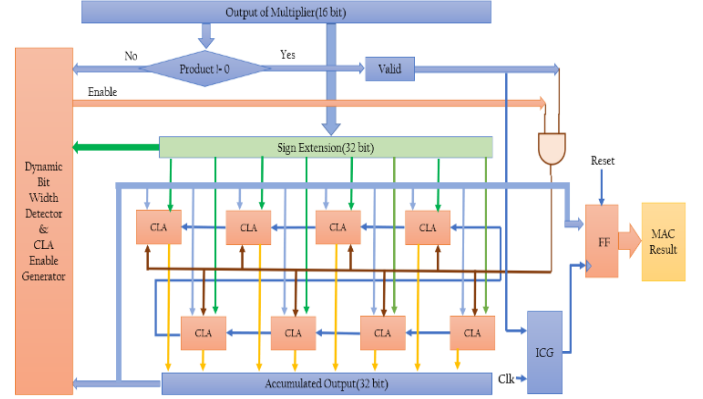 Output of Multiplier(16 bit)
No
Product != 0
Yes
Valid
Enable
Sign Extension(32 bit)
Reset
Dynamic
Bit
Width
Detector
&
CLA
Enable
Generator
CLA
CLA
CLA
CLA
FF
MAC
Result
CLA
CLA
CLA
CLA
ICG
Clk
Accumulated Output(32 bit)